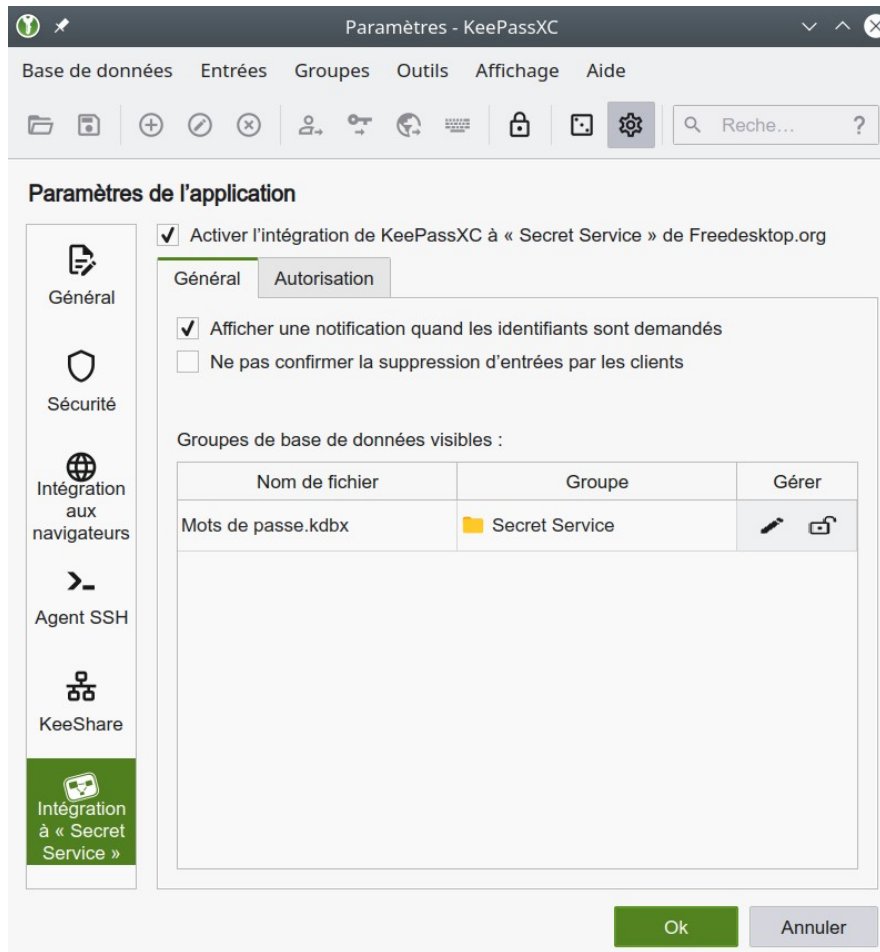 Paramètres - KeePassXC
Base de données Entrées Groupes Outils Affichage Aide
Reche... ?
Paramètres de l’application
Activer l’intégration de KeePassXC à « Secret Service » de Freedesktop.org
Général
Sécurité
Intégration
aux
navigateurs
Agent SSH
KeeShare
Intégration
à « Secret
Service »
Général Autorisation
Afficher une notification quand les identifiants sont demandés
Ne pas confirmer la suppression d’entrées par les clients
Groupes de base de données visibles :
Nom de fichier Groupe Gérer
Mots de passe.kdbx Secret Service
Ok Annuler